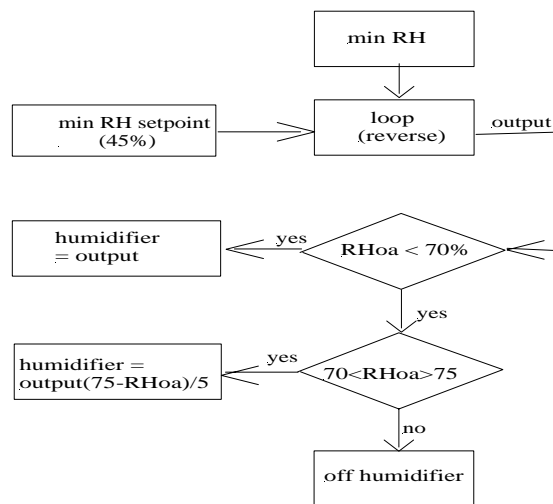 min RH
min RH setpoint
(45%)
loop
(reverse)
output
humidifier
= output
yes
RHoa < 70%
yes
humidifier =
output(75-RHoa)/5
yes
70<RHoa>75
no
off humidifier